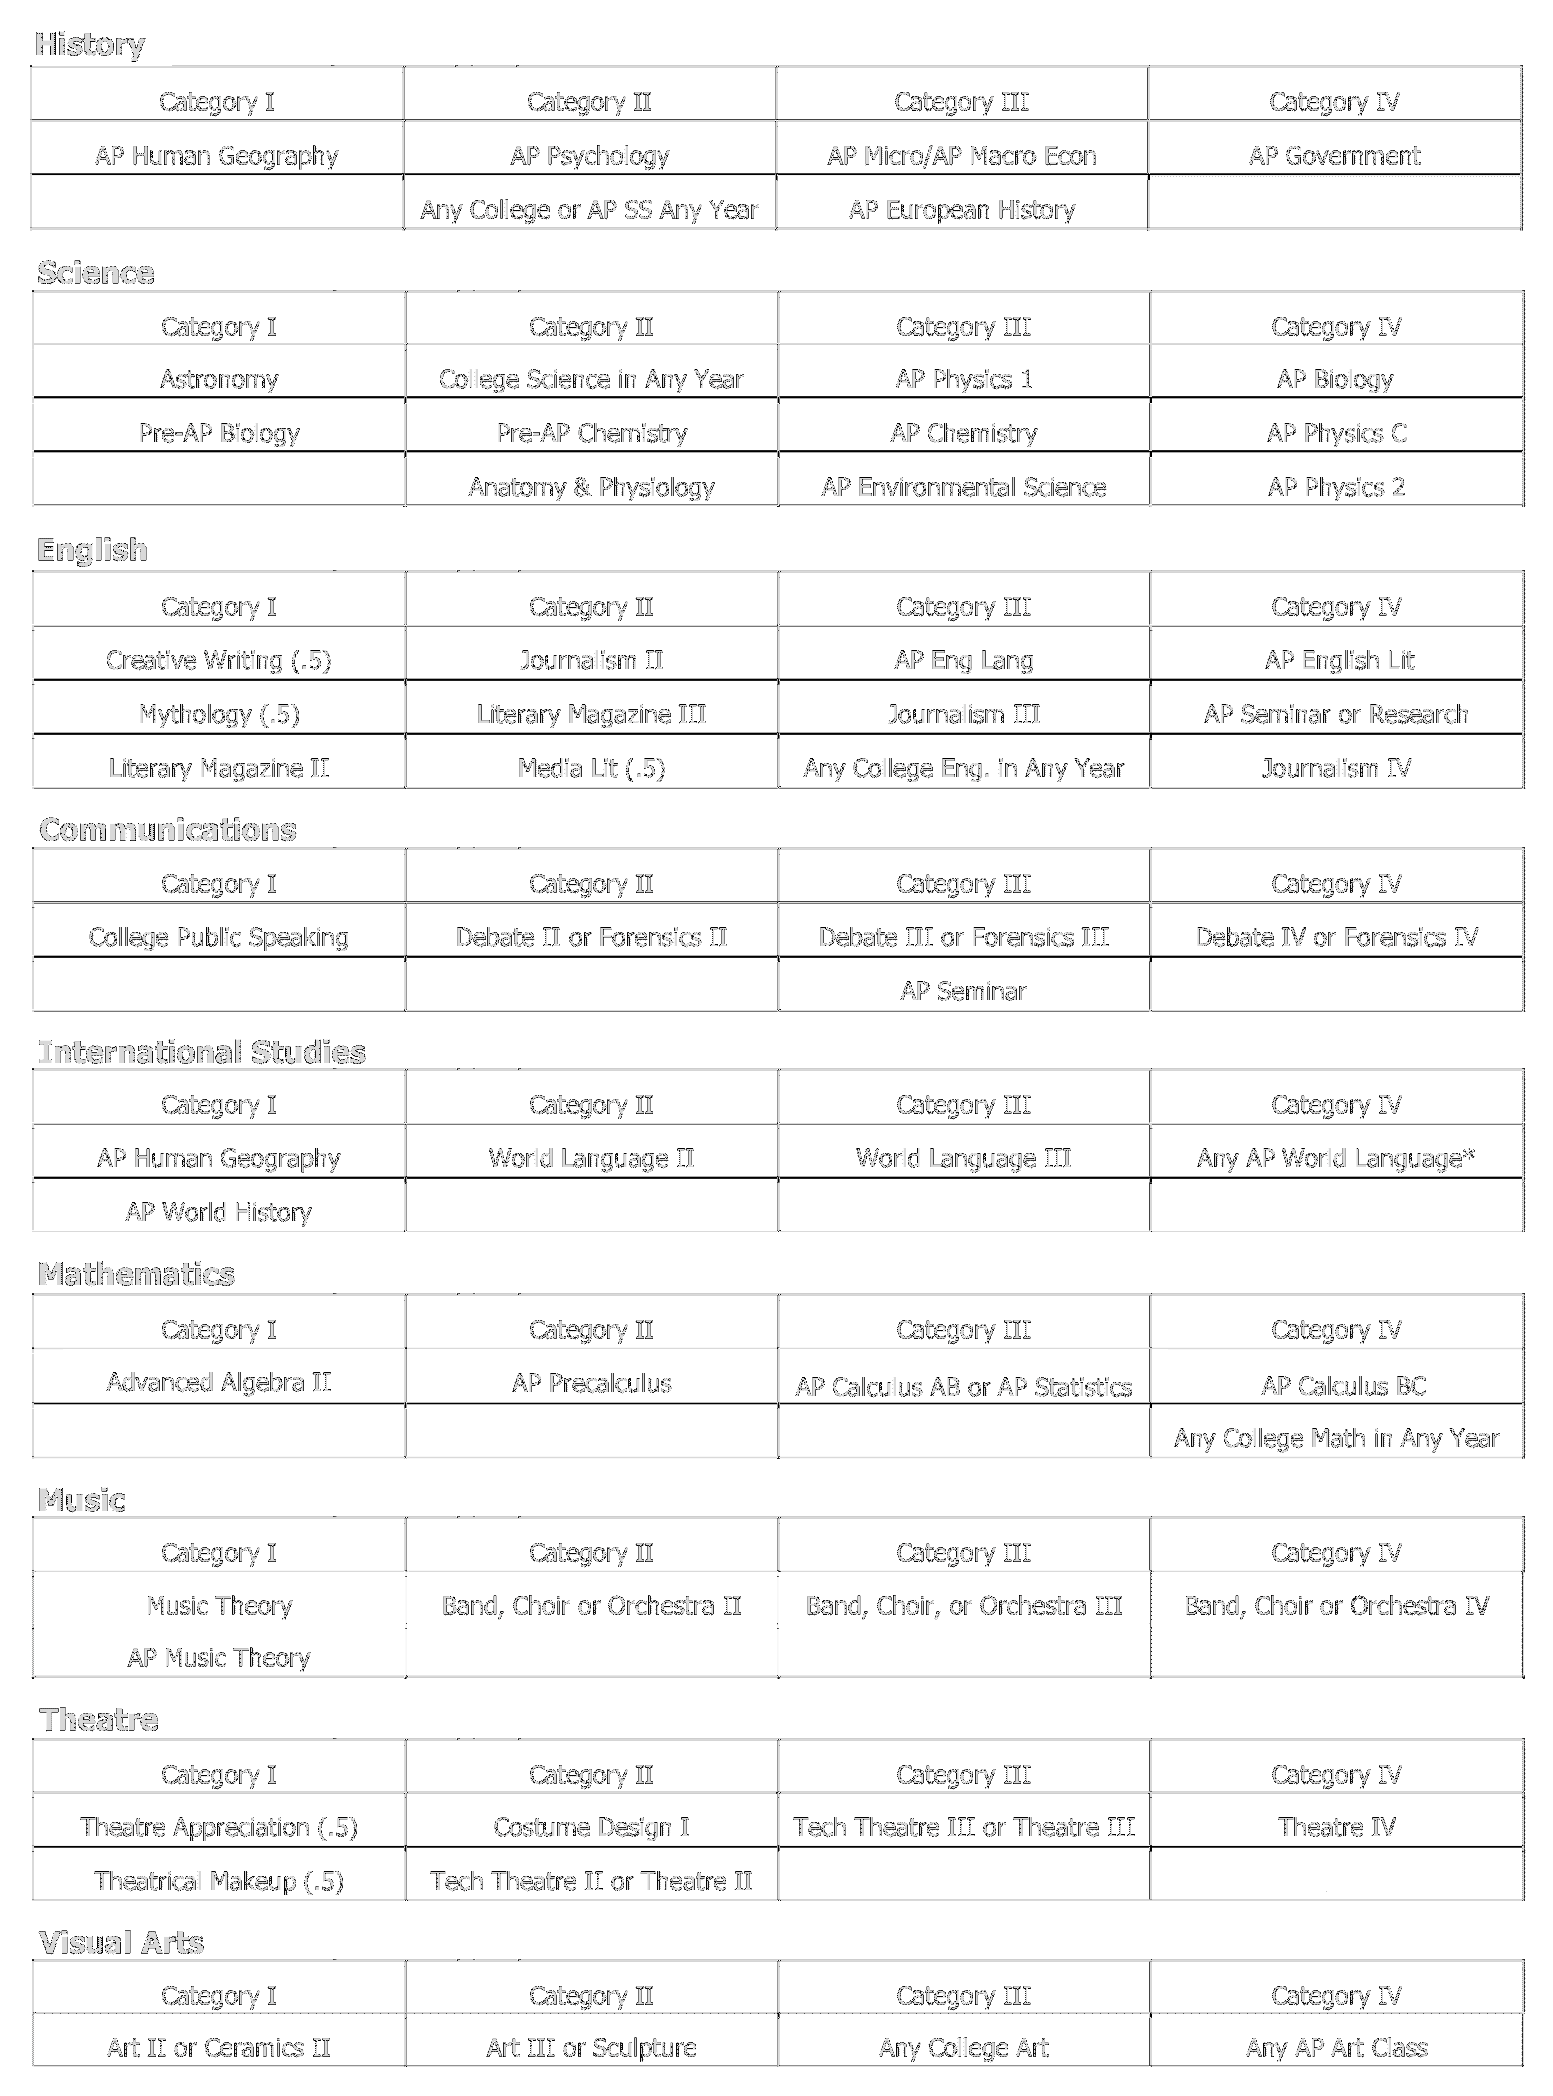 History
Category I Category II Category III Category IV
AP Human Geography AP Psychology AP Micro/AP Macro Econ AP Government
Any College or AP SS Any Year AP European History
Science
Category I Category II Category III Category IV
Astronomy College Science in Any Year AP Physics 1 AP Biology
Pre-AP Biology Pre-AP Chemistry AP Chemistry AP Physics C
Anatomy & Physiology AP Environmental Science AP Physics 2
English
Category I Category II Category III Category IV
Creative Writing (.5) Journalism II AP Eng Lang AP English Lit
Mythology (.5) Literary Magazine III Journalism III AP Seminar or Research
Literary Magazine II Media Lit (.5) Any College Eng. in Any Year Journalism IV
Communications
Category I Category II Category III Category IV
College Public Speaking Debate II or Forensics II Debate III or Forensics III Debate IV or Forensics IV
AP Seminar
International Studies
Category I Category II Category III Category IV
AP Human Geography World Language II World Language III Any AP World Language*
AP World History
Mathematics
Category I Category II Category III Category IV
Advanced Algebra II AP Precalculus AP Calculus AB or AP Statistics AP Calculus BC
Any College Math in Any Year
Music
Category I Category II Category III Category IV
Music Theory Band, Choir or Orchestra II Band, Choir, or Orchestra III Band, Choir or Orchestra IV
AP Music Theory
Theatre
Category I Category II Category III Category IV
Theatre Appreciation (.5) Costume Design I Tech Theatre III or Theatre III Theatre IV
Theatrical Makeup (.5) Tech Theatre II or Theatre II
Visual Arts
Category I Category II Category III Category IV
Art II or Ceramics II Art III or Sculpture Any College Art Any AP Art Class